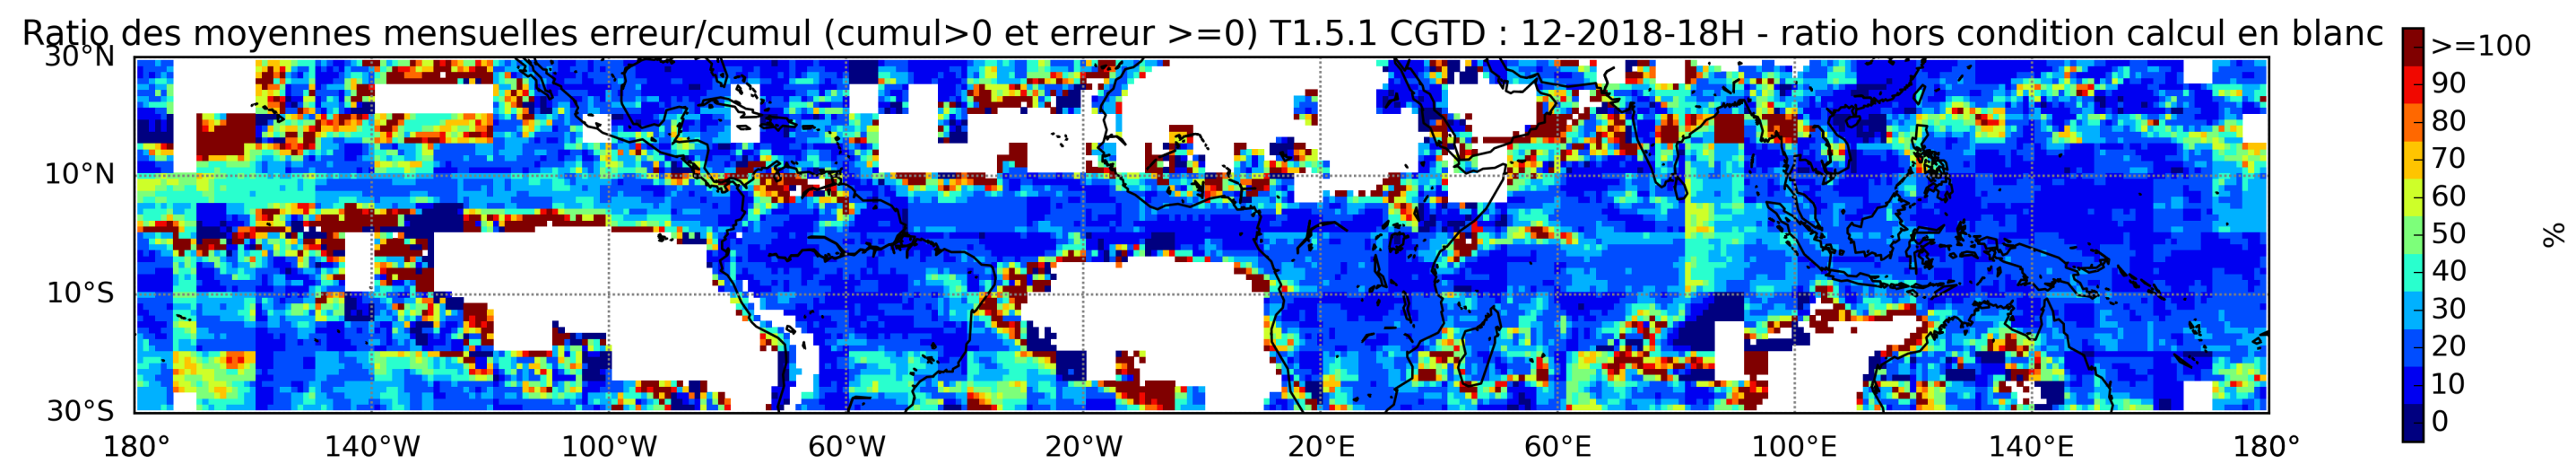 Ratio des moyennes mensuelles erreur/cumul (cumul>0 et erreur >=0) T1.5.1 CGTD : 12-2018-18H - ratio hors condition calcul en blanc
30°N
10°N
10°S
30°S
180°
140°W
100°W
60°W
20°W
20°E
60°E
100°E
140°E
180°
>=100
90
80
70
60
50
40
30
20
10
0
%